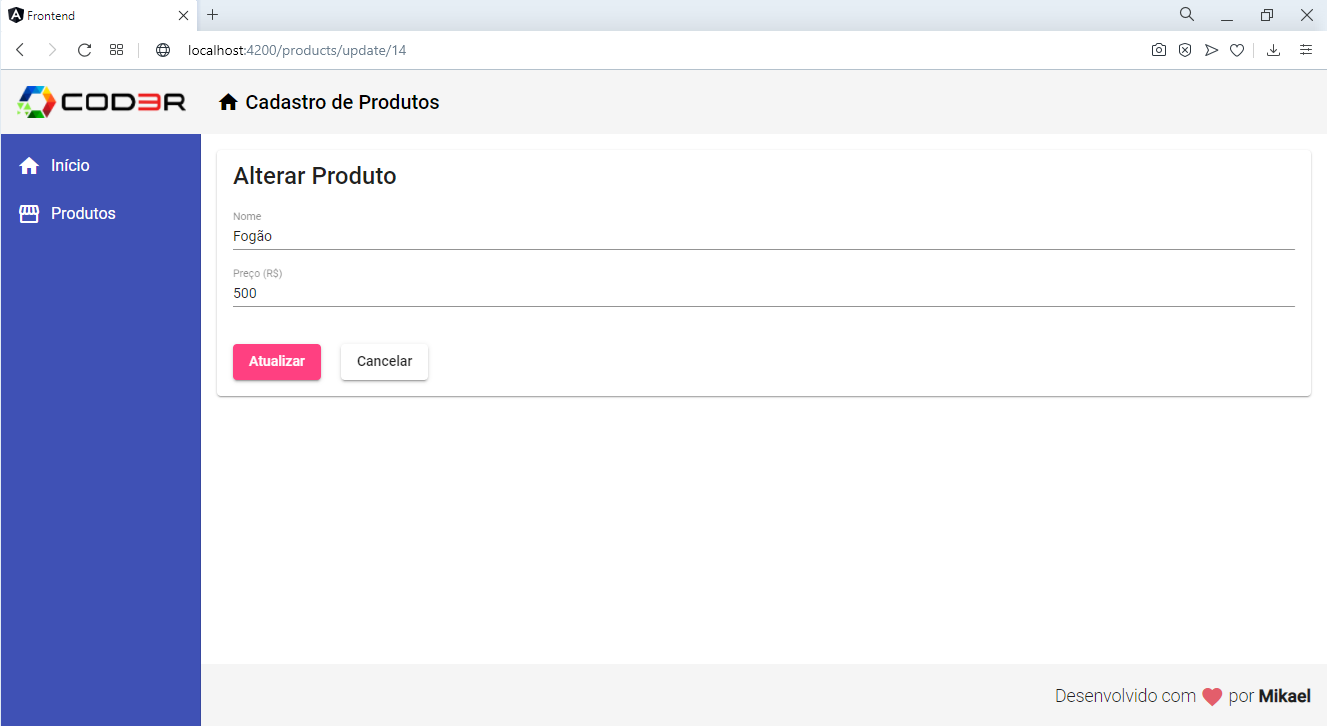 Frontend
localhost:4200/products/update/14
COD3R
Cadastro de Produtos
Início
Produtos
Alterar Produto
Nome
Fogão
Preço (R$)
500
Atualizar Cancelar
Desenvolvido com por Mikael